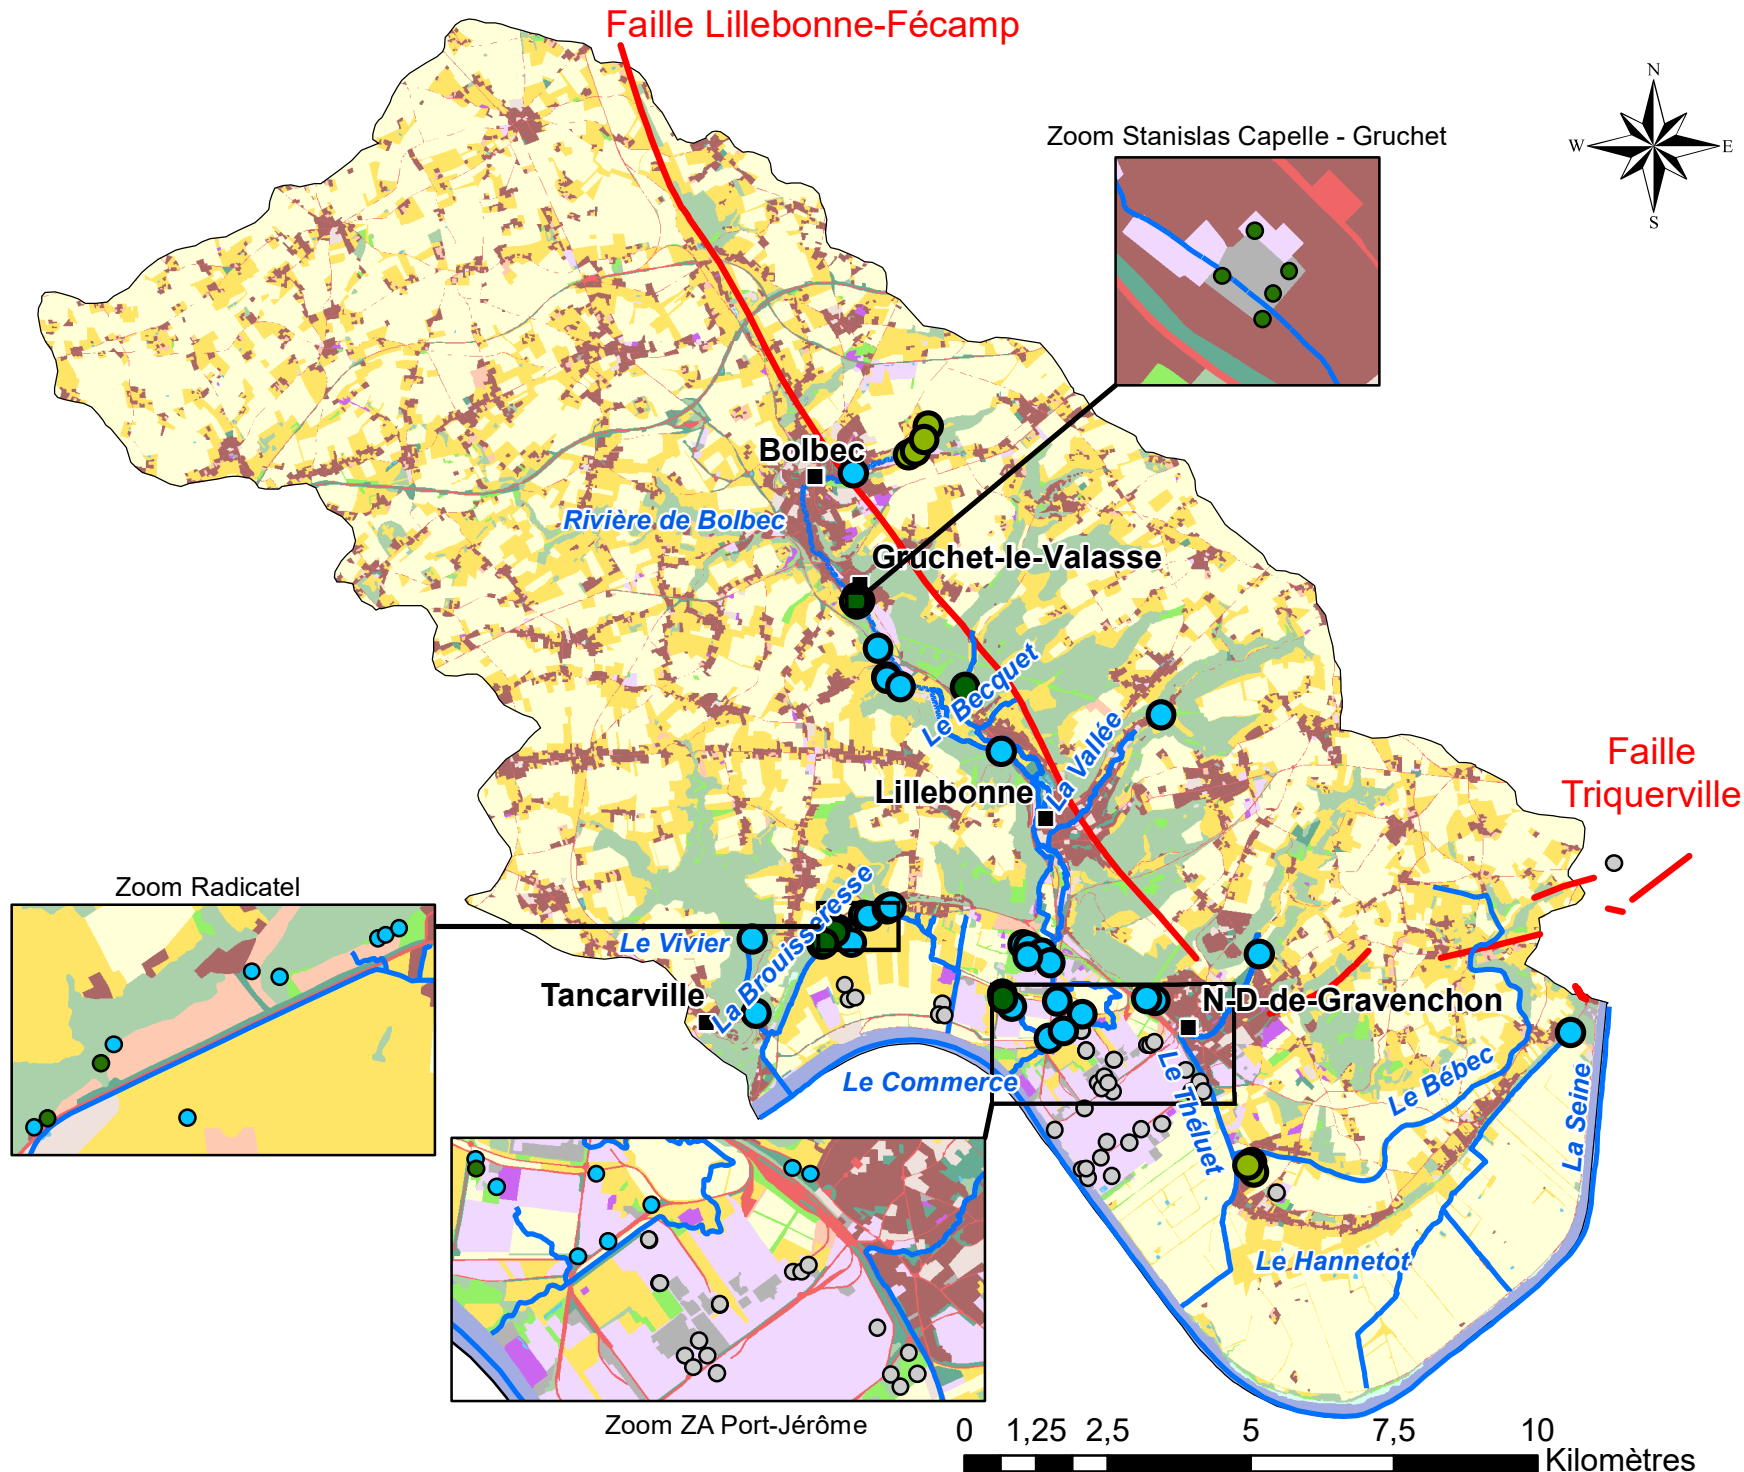 Faille Lillebonne-Fécamp
N
W
E
S
Zoom Stanislas Capelle - Gruchet
Bolbec
Rivière de Bolbec
Gruchet-le-Valasse
Le Becquet
La Vallée
Faille
Triquerville
Lillebonne
Zoom Radicatel
La Brouisseresse
Le Vivier
Tancarville
N-D-de-Gravenchon
Le Commerce
Le Théluet
Le Bébec
La Seine
Le Hannetot
Zoom ZA Port-Jérôme
0 1,25 2,5 5 7,5 10
Kilomètres